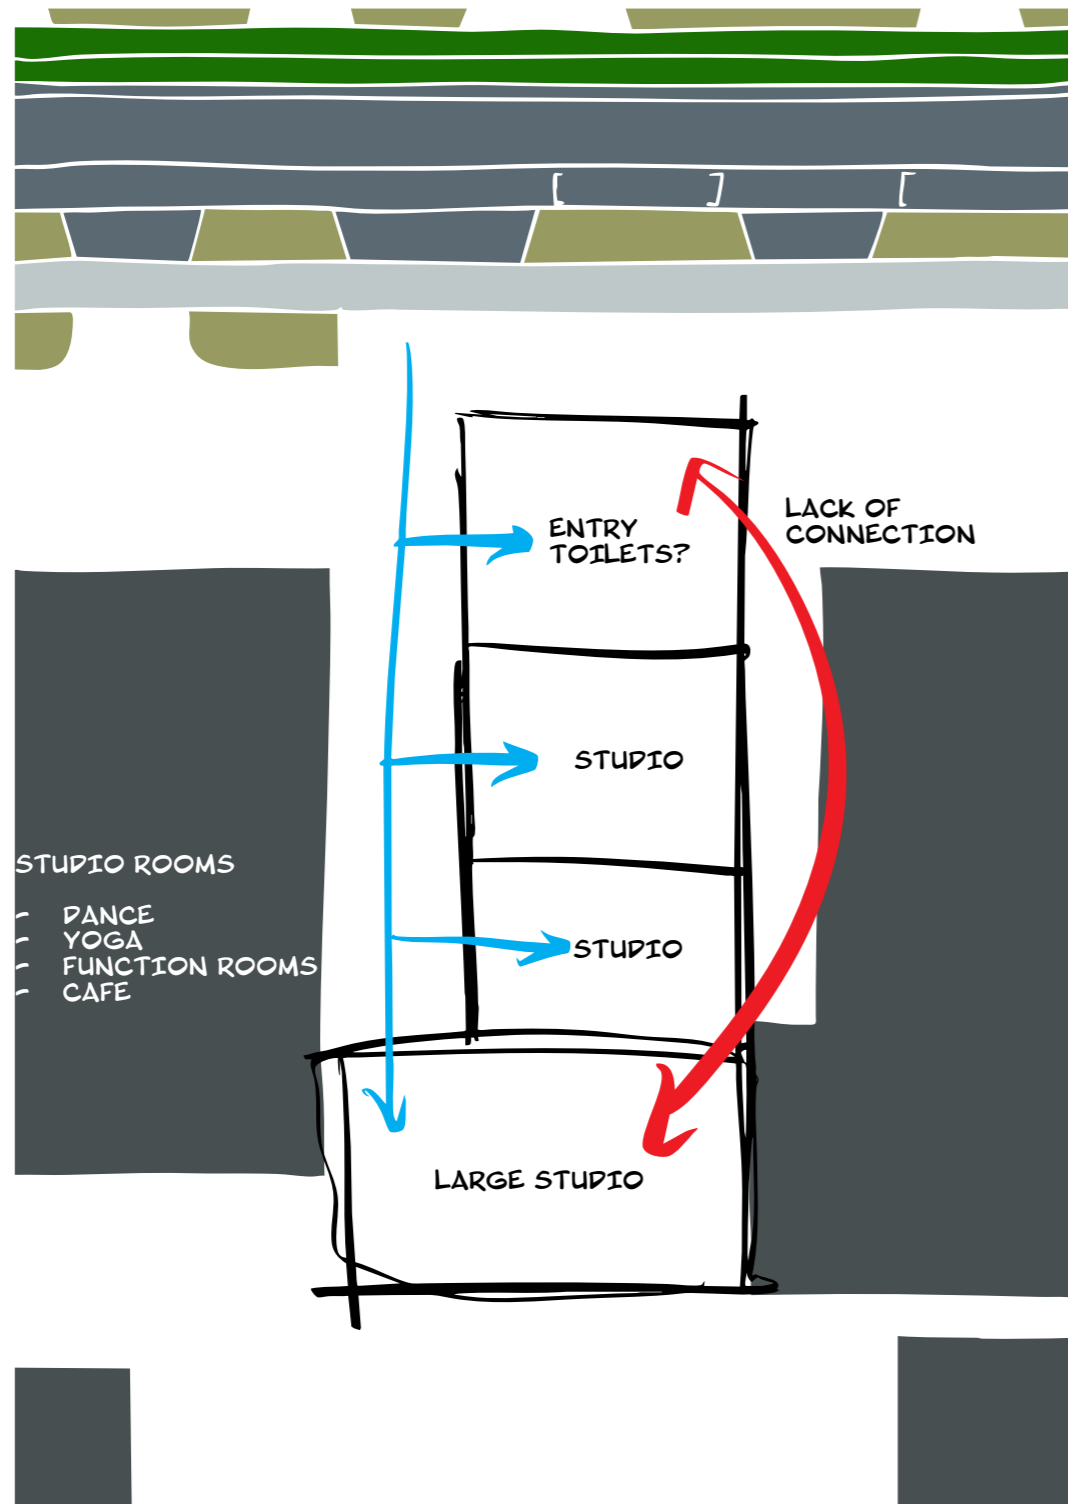 LACK OF
CONNECTION
ENTRY
TOILETS?
STUDIO
STUDIO ROOMS
- DANCE
- YOGA
- FUNCTION ROOMS
- CAFE
STUDIO
LARGE STUDIO